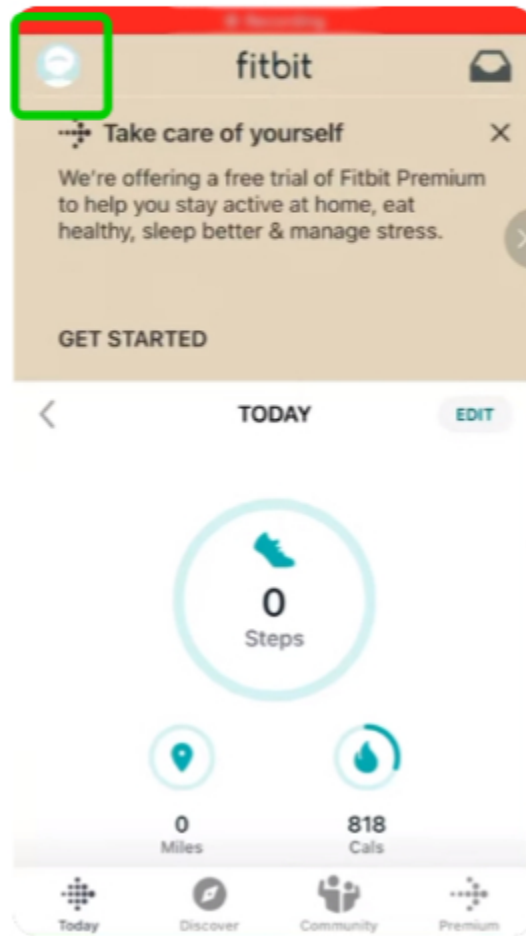 Recording
fitbit
Take care of yourself
We're offering a free trial of Fitbit Premium
to help you stay active at home, eat
healthy, sleep better & manage stress.
GET STARTED
TODAY
EDIT
0
Steps
0
Miles
818
Cals
Today
Discover
Community
Premium